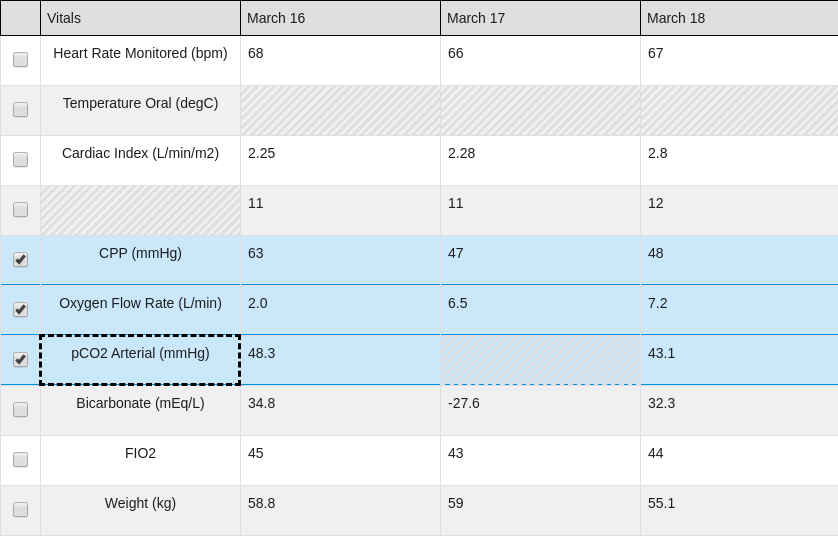 Vitals March 16 March 17 March 18
Heart Rate Monitored (bpm) 68 66 67
Temperature Oral (degC)
Cardiac Index (L/min/m2) 2.25 2.28 2.8
11 11 12
CPP (mmHg) 63 47 48
Oxygen Flow Rate (L/min) 2.0 6.5 7.2
pCO2 Arterial (mmHg) 48.3 43.1
Bicarbonate (mEq/L) 34.8 -27.6 32.3
FIO2 45 43 44
Weight (kg) 58.8 59 55.1